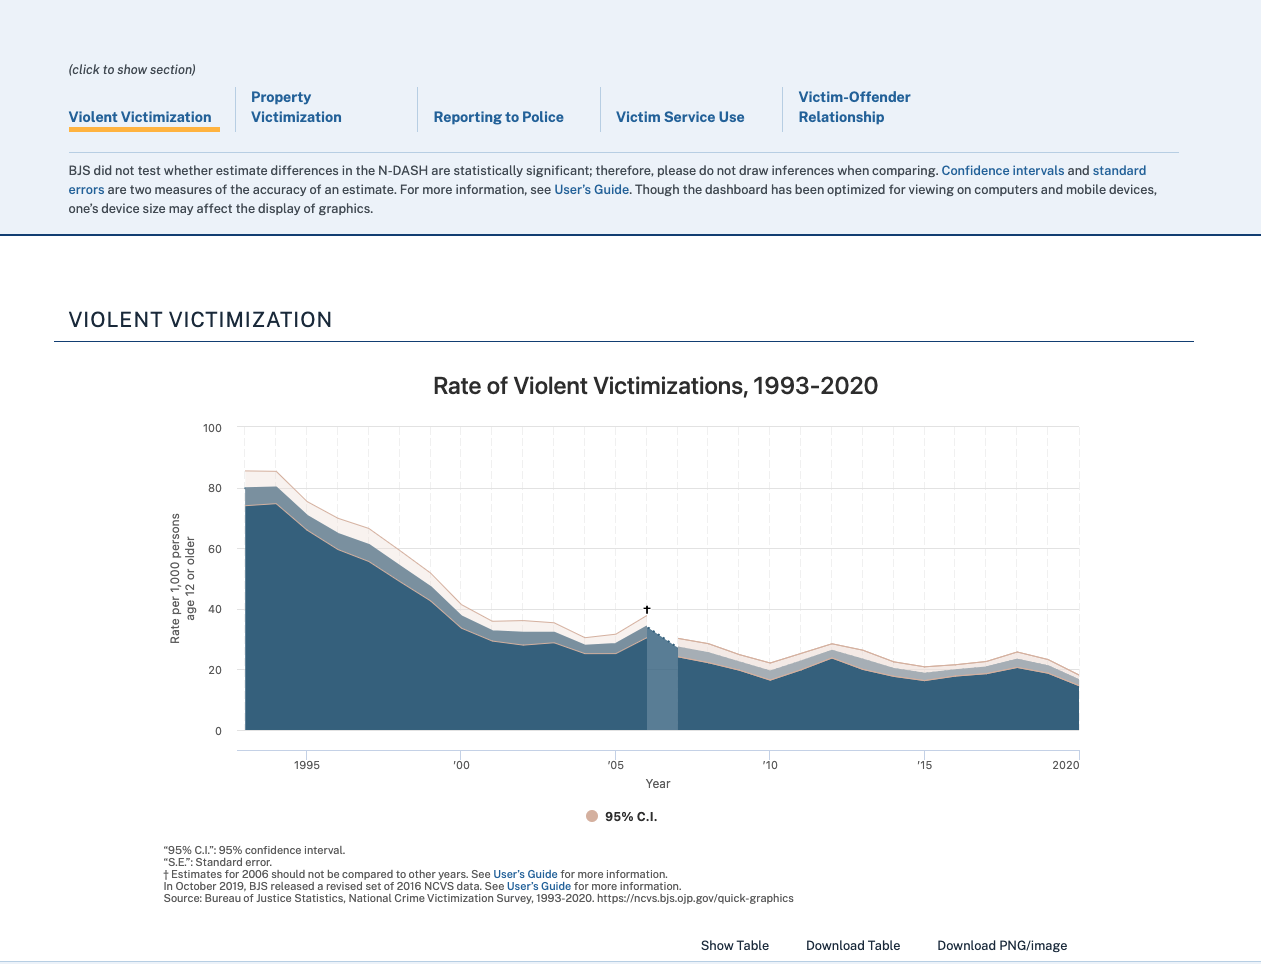 (click to show section)
Violent Victimization
Property
Victimization
Reporting to Police
Victim Service Use
Victim-Offender
Relationship
BJS did not test whether estimate differences in the N-DASH are statistically significant; therefore, please do not draw inferences when comparing. Confidence intervals and standard
errors are two measures of the accuracy of an estimate. For more information, see User's Guide. Though the dashboard has been optimized for viewing on computers and mobile devices,
one's device size may affect the display of graphics.
VIOLENT VICTIMIZATION
Rate of Violent Victimizations, 1993-2020
Rate per 1,000 persons
age 12 or older
100
80
60
40
20
0
†
1995
'00
'05
'10
'15
2020
Year
95% C.I.
"95% C.I.": 95% confidence interval.
"S.E.": Standard error.
† Estimates for 2006 should not be compared to other years. See User's Guide for more information.
In October 2019, BJS released a revised set of 2016 NCVS data. See User's Guide for more information.
Source: Bureau of Justice Statistics, National Crime Victimization Survey, 1993-2020. https://ncvs.bjs.ojp.gov/quick-graphics
Show Table
Download Table
Download PNG/image